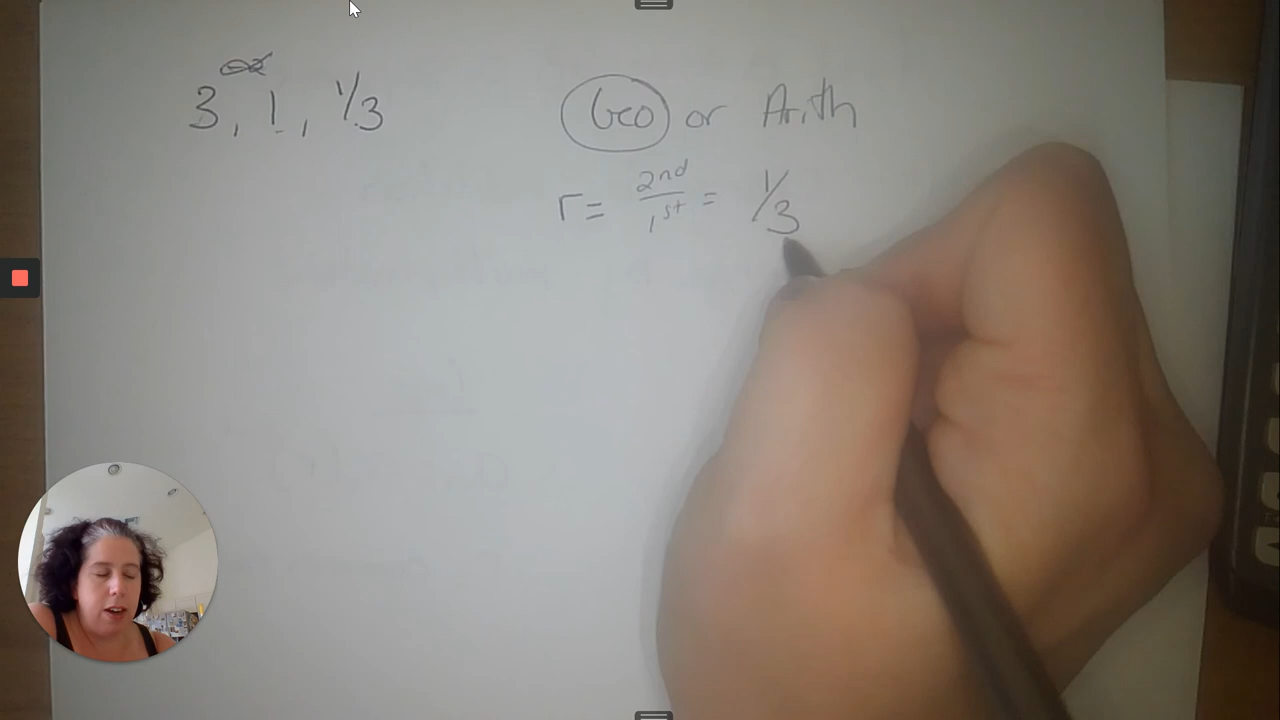 3, 1, 1/3
Geo or Arith
r = 2nd/1st = 1/3